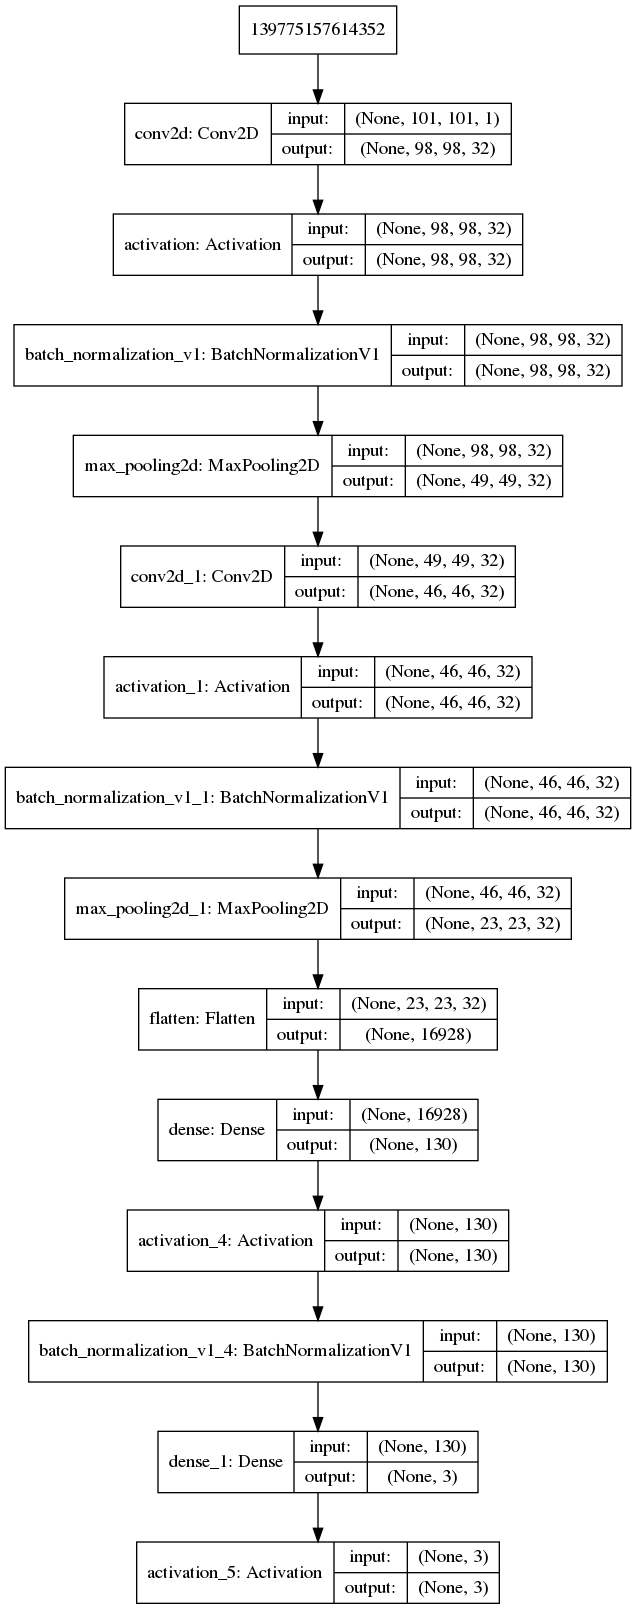 139775157614352
conv2d: Conv2D
input: (None, 101, 101, 1)
output: (None, 98, 98, 32)
activation: Activation
input: (None, 98, 98, 32)
output: (None, 98, 98, 32)
batch_normalization_v1: BatchNormalizationV1
input: (None, 98, 98, 32)
output: (None, 98, 98, 32)
max_pooling2d: MaxPooling2D
input: (None, 98, 98, 32)
output: (None, 49, 49, 32)
conv2d_1: Conv2D
input: (None, 49, 49, 32)
output: (None, 46, 46, 32)
activation_1: Activation
input: (None, 46, 46, 32)
output: (None, 46, 46, 32)
batch_normalization_v1_1: BatchNormalizationV1
input: (None, 46, 46, 32)
output: (None, 46, 46, 32)
max_pooling2d_1: MaxPooling2D
input: (None, 46, 46, 32)
output: (None, 23, 23, 32)
flatten: Flatten
input: (None, 23, 23, 32)
output: (None, 16928)
dense: Dense
input: (None, 16928)
output: (None, 130)
activation_4: Activation
input: (None, 130)
output: (None, 130)
batch_normalization_v1_4: BatchNormalizationV1
input: (None, 130)
output: (None, 130)
dense_1: Dense
input: (None, 130)
output: (None, 3)
activation_5: Activation
input: (None, 3)
output: (None, 3)